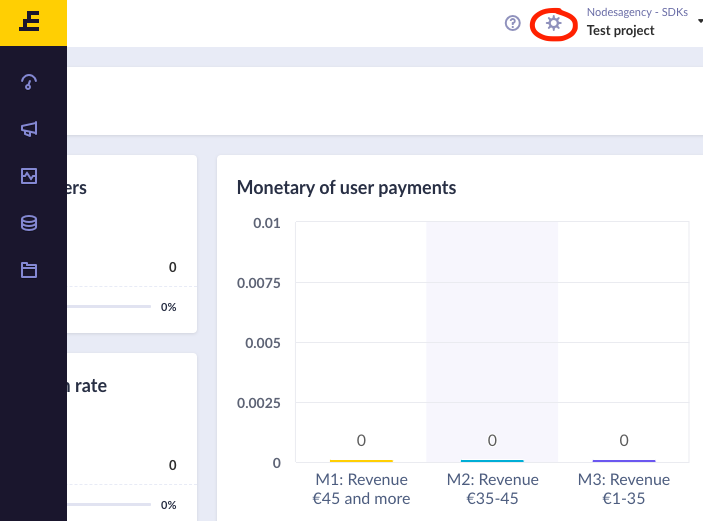 Nodesagency - SDKs
Test project
ers
0
0%
n rate
0
0%
Monetary of user payments
0.01
0.0075
0.005
0.0025
0
0
0
0
M1: Revenue
€45 and more
M2: Revenue
€35-45
M3: Revenue
€1-35